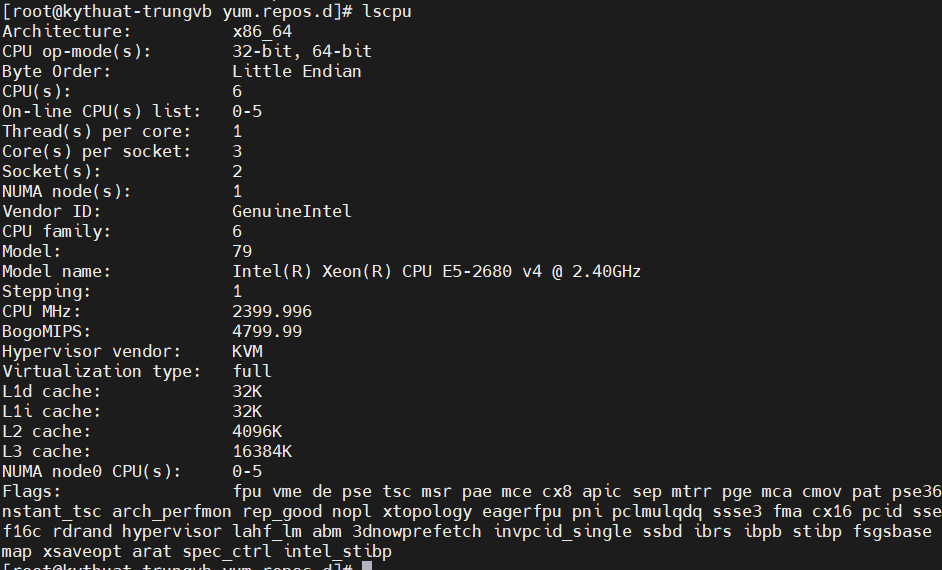 [root@kythuat-trungvb yum.repos.d]# lscpu
Architecture:          x86_64
CPU op-mode(s):        32-bit, 64-bit
Byte Order:            Little Endian
CPU(s):                6
On-line CPU(s) list:   0-5
Thread(s) per core:    1
Core(s) per socket:    3
Socket(s):             2
NUMA node(s):          1
Vendor ID:             GenuineIntel
CPU family:            6
Model:                 79
Model name:            Intel(R) Xeon(R) CPU E5-2680 v4 @ 2.40GHz
Stepping:              1
CPU MHz:               2399.996
BogoMIPS:              4799.99
Hypervisor vendor:     KVM
Virtualization type:   full
L1d cache:             32K
L1i cache:             32K
L2 cache:              4096K
L3 cache:              16384K
NUMA node0 CPU(s):     0-5
Flags:                 fpu vme de pse tsc msr pae mce cx8 apic sep mtrr pge mca cmov pat pse36
nstant_tsc arch_perfmon rep_good nopl xtopology eagerfpu pni pclmulqdq ssse3 fma cx16 pcid sse
f16c rdrand hypervisor lahf_lm abm 3dnowprefetch invpcid_single ssbd ibrs ibpb stibp fsgsbase
map xsaveopt arat spec_ctrl intel_stibp
[root@kythuat-trungvb yum.repos.d]#